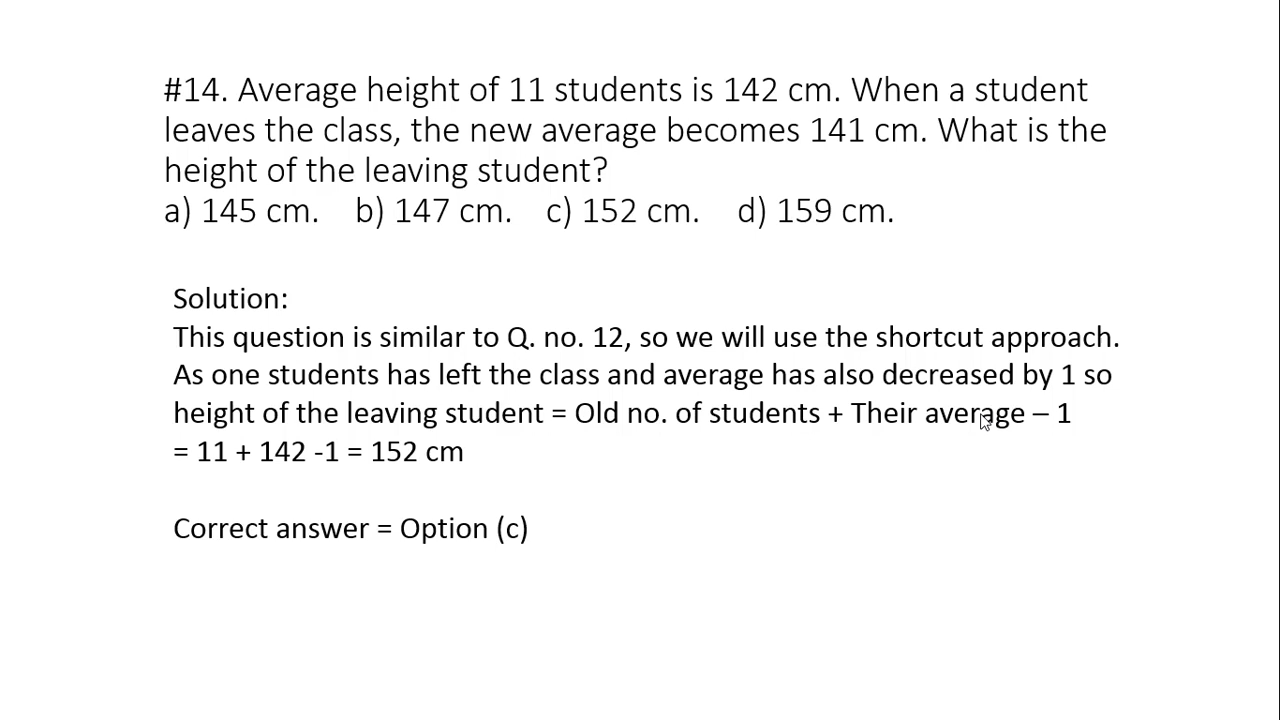 #14. Average height of 11 students is 142 cm. When a student
leaves the class, the new average becomes 141 cm. What is the
height of the leaving student?
a) 145 cm. b) 147 cm. c) 152 cm. d) 159 cm.
Solution:
This question is similar to Q. no. 12, so we will use the shortcut approach.
As one students has left the class and average has also decreased by 1 so
height of the leaving student = Old no. of students + Their average – 1
= 11 + 142 -1 = 152 cm
Correct answer = Option (c)